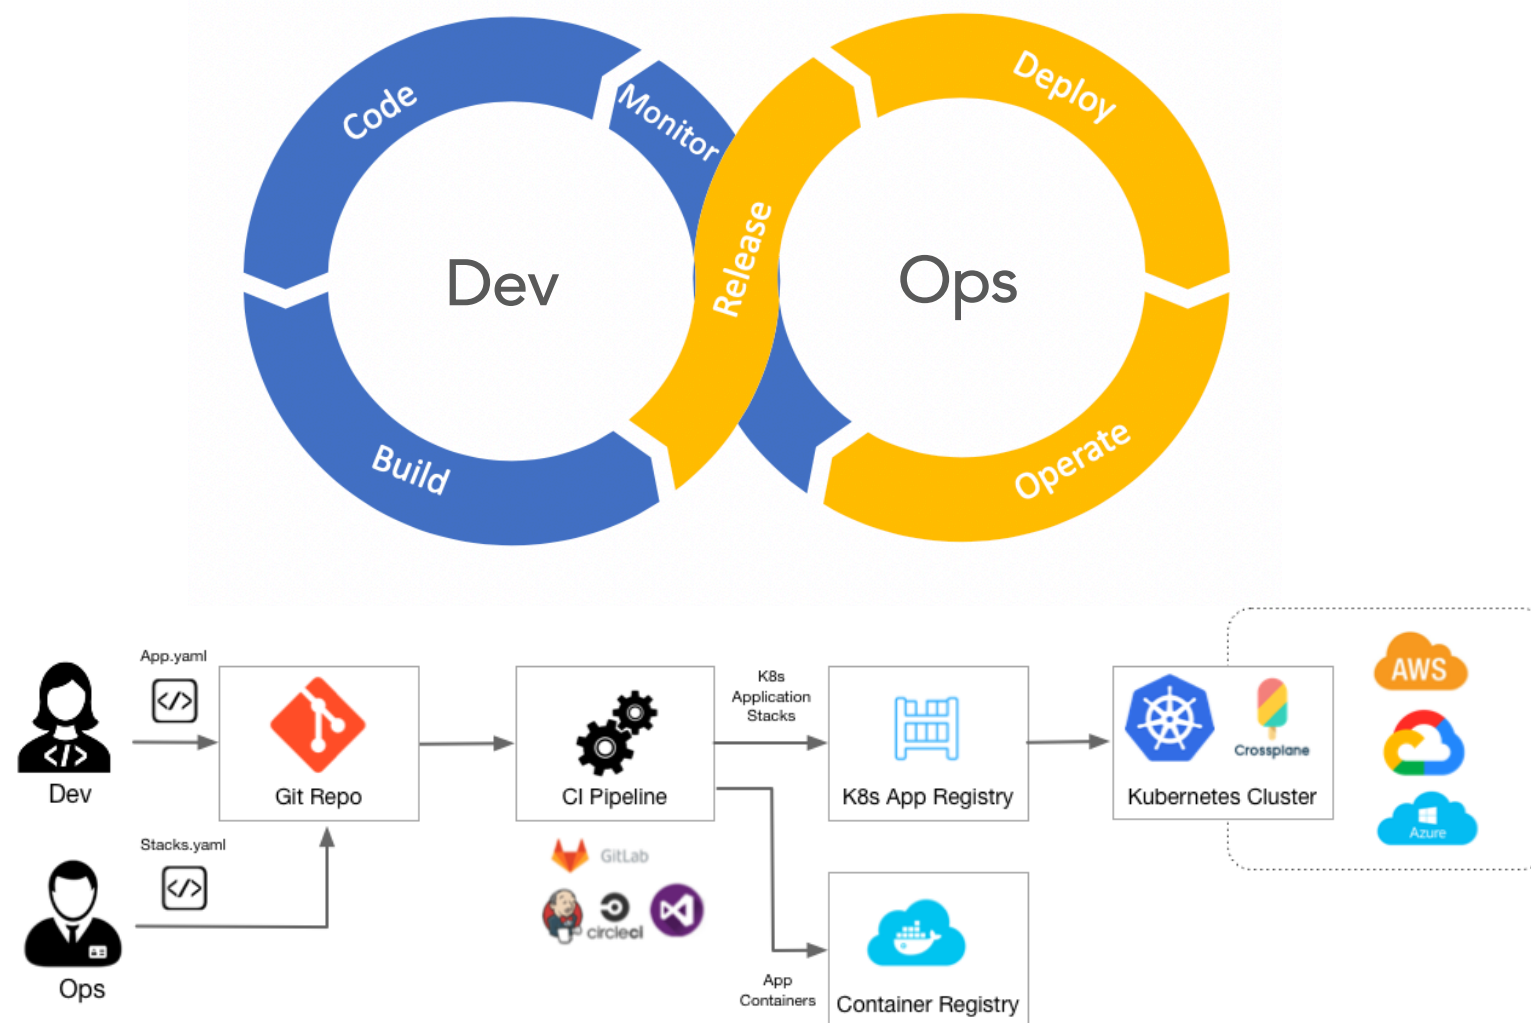 Code
Monitor
Deploy
Release
Dev
Ops
Build
Operate
App.yaml
</>
</>
Dev
Git Repo
CI Pipeline
K8s
Application
Stacks
K8s App Registry
Crossplane
Kubernetes Cluster
AWS
Azure
Stacks.yaml
</>
Ops
GitLab
circleci
App
Containers
Container Registry